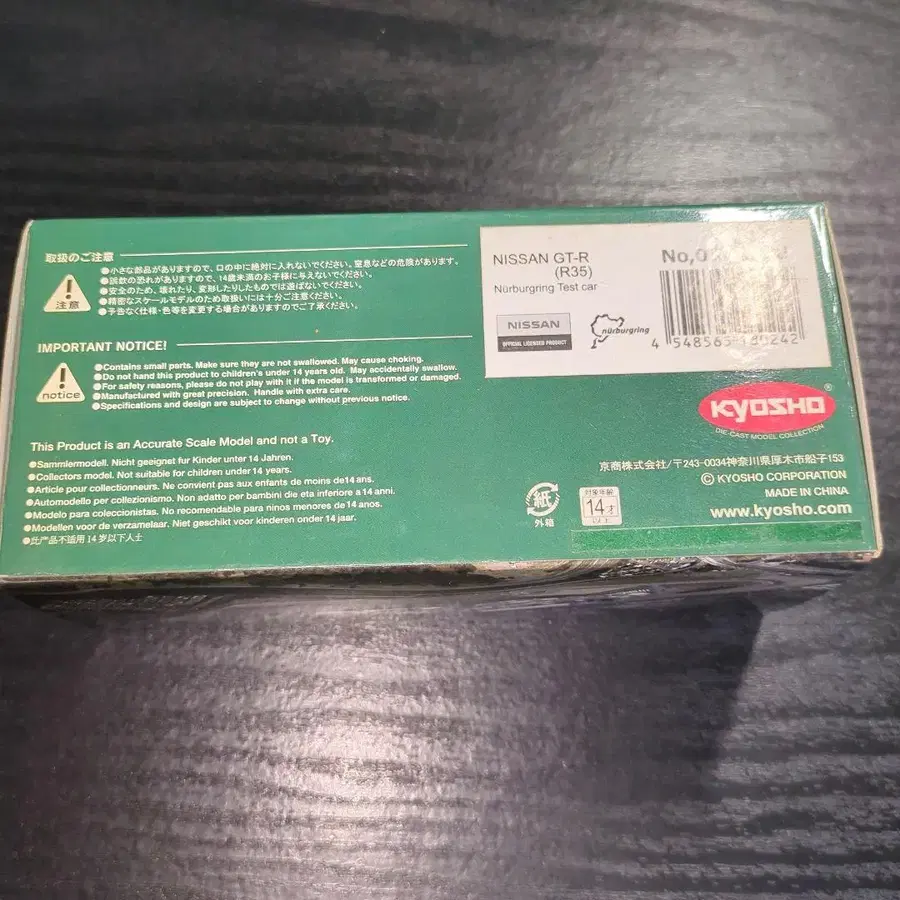 取扱のご注意
注意
●小さな部品がありますので、口の中に絶対に入れないでください。窒息などの危険があります。
●誤飲の恐れがありますので、14歳未満のお子様に与えないでください。
●安全のため、壊れたり、変形したりしたものでは遊ばないでください。
●精密なスケールモデルのため取扱いには十分ご注意ください。
●予告なく仕様・色等を変更する場合がありますのでご了承ください。
IMPORTANT NOTICE!
notice
●Contains small parts. Make sure they are not swallowed. May cause choking.
●Do not hand this product to children's under 14 years old. May accidentally swallow.
●For safety reasons, please do not play with it if the model is transformed or damaged.
●Manufactured with great precision. Handle with extra care.
●Specifications and design are subject to change without previous notice.
This Product is an Accurate Scale Model and not a Toy.
●Sammlermodell. Nicht geeignet fur Kinder unter 14 Jahren.
●Collectors model. Not suitable for children under 14 years.
●Article pour collectionneurs. Ne convient pas aux enfants de moins de14 ans.
●Automodello per collezionismo. Non adatto per bambini die eta inferiore a 14 anni.
●Modelo para coleccionistas. No recomendable para ninos menores de 14 anos.
●Modellen voor de verzamelaar. Niet geschikt voor kinderen onder 14 jaar.
●此产品不适用 14 岁以下人士
NISSAN GT-R
(R35)
Nürburgring Test car
NISSAN
OFFICIAL LICENSED PRODUCT
nürburgring
KYOSHO
DIE-CAST MODEL COLLECTION
紙
外箱
対象年齢
14才
以上
京商株式会社/〒243-0034神奈川県厚木市船子153
© KYOSHO CORPORATION
MADE IN CHINA
www.kyosho.com